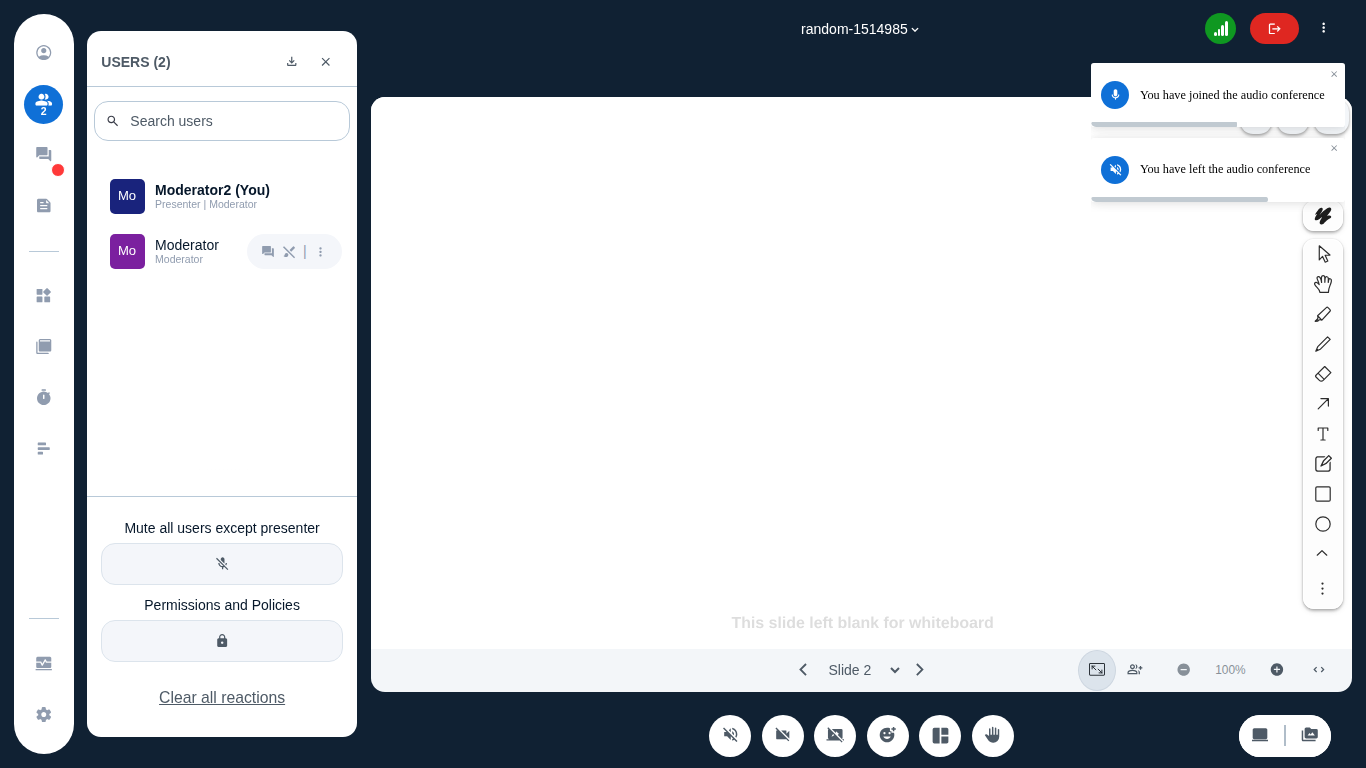 random-1514985
USERS (2)
2
Search users
Mo
Moderator2 (You)
Presenter | Moderator
Mo
Moderator
Moderator
Mute all users except presenter
Permissions and Policies
Clear all reactions
You have joined the audio conference
You have left the audio conference
This slide left blank for whiteboard
Slide 2
100%